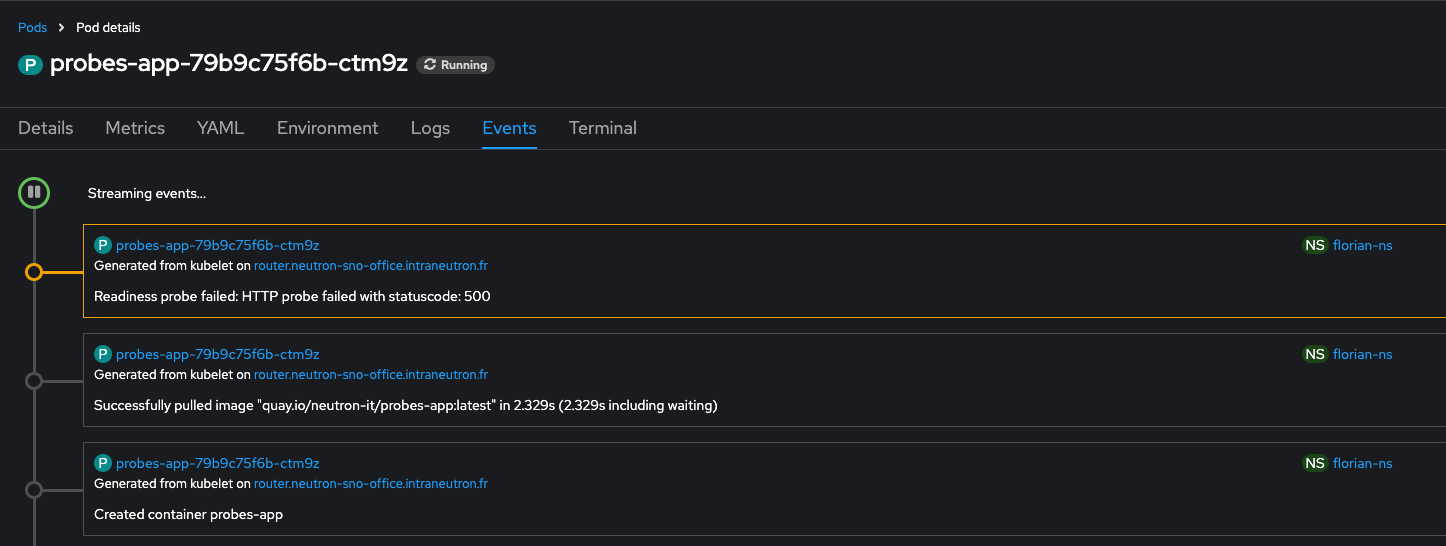 Pods > Pod details
P probes-app-79b9c75f6b-ctm9z Running
Details Metrics YAML Environment Logs Events Terminal
Streaming events...
P probes-app-79b9c75f6b-ctm9z NS florian-ns
Generated from kubelet on router.neutron-sno-office.intraneutron.fr
Readiness probe failed: HTTP probe failed with statuscode: 500
P probes-app-79b9c75f6b-ctm9z NS florian-ns
Generated from kubelet on router.neutron-sno-office.intraneutron.fr
Successfully pulled image "quay.io/neutron-it/probes-app:latest" in 2.329s (2.329s including waiting)
P probes-app-79b9c75f6b-ctm9z NS florian-ns
Generated from kubelet on router.neutron-sno-office.intraneutron.fr
Created container probes-app